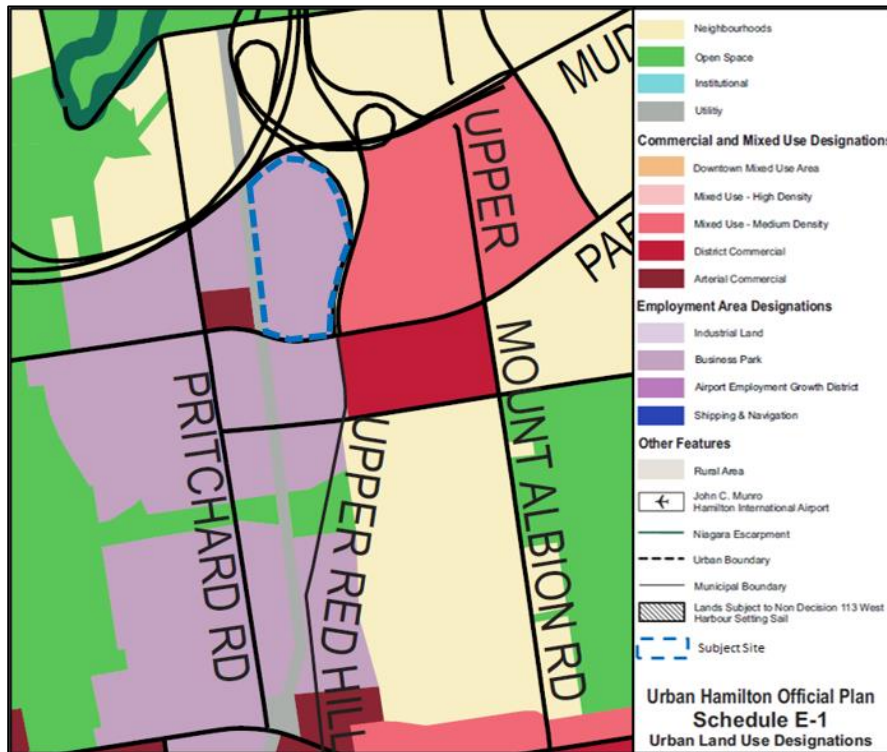 MUD
UPPER
PAR
MOUNT ALBION RD
PRITCHARD RD
UPPER RED HILL
Neighbourhoods
Open Space
Institutional
Utilitiy
Commercial and Mixed Use Designations
Downtown Mixed Use Area
Mixed Use - High Density
Mixed Use - Medium Density
District Commercial
Arterial Commercial
Employment Area Designations
Industrial Land
Business Park
Airport Employment Growth District
Shipping & Navigation
Other Features
Rural Area
John C. Munro
Hamilton International Airport
Niagara Escarpment
Urban Boundary
Municipal Boundary
Lands Subject to Non Decision 113 West
Harbour Setting Sail
Subject Site
Urban Hamilton Official Plan
Schedule E-1
Urban Land Use Designations